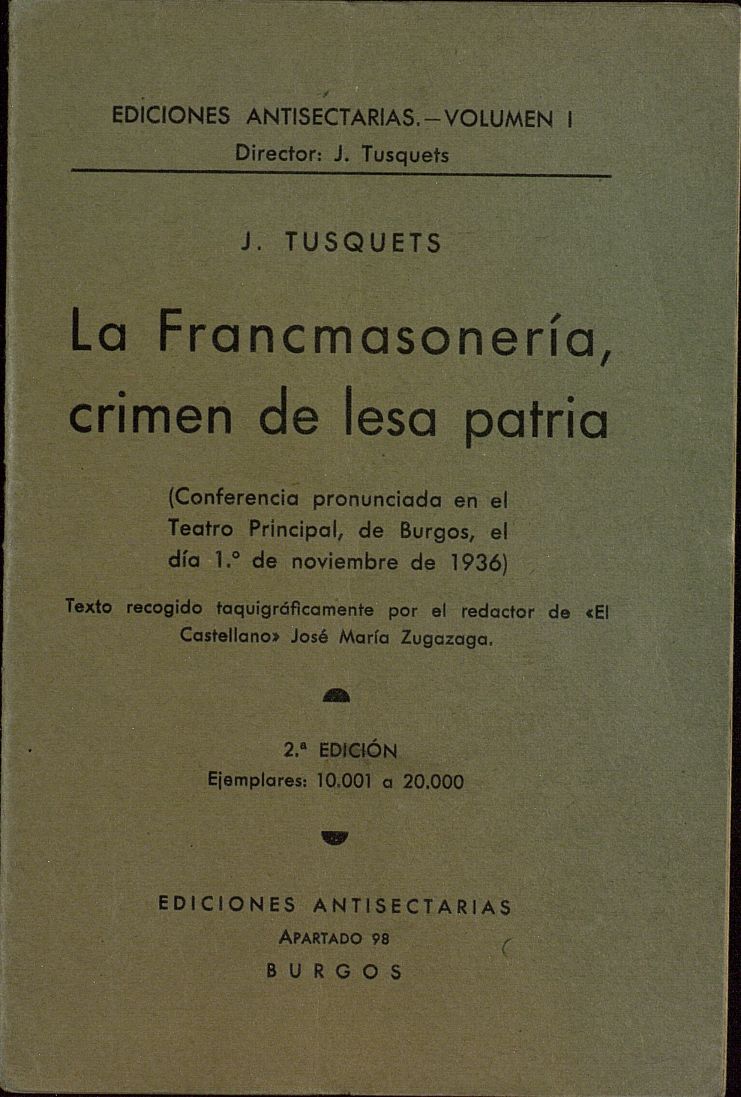 EDICIONES ANTISECTARIAS.—VOLUMEN I
Director: J. Tusquets
J. TUSQUETS
La Francmasonería,
crimen de lesa patria
(Conferencia pronunciada en el
Teatro Principal, de Burgos, el
día 1.º de noviembre de 1936)
Texto recogido taquigráficamente por el redactor de «El
Castellano» José María Zugazaga.
2.ª EDICIÓN
Ejemplares: 10.001 a 20.000
EDICIONES ANTISECTARIAS
APARTADO 98
BURGOS